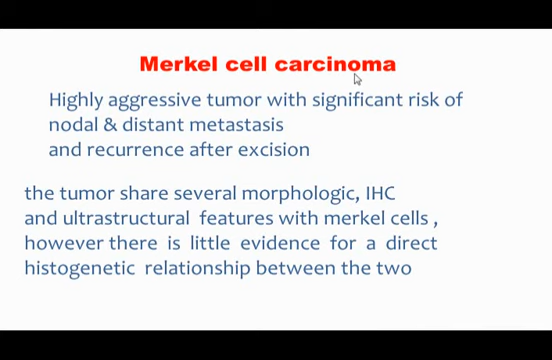 Merkel cell carcinoma
Highly aggressive tumor with significant risk of
nodal & distant metastasis
and recurrence after excision
the tumor share several morphologic, IHC
and ultrastructural features with merkel cells ,
however there is little evidence for a direct
histogenetic relationship between the two